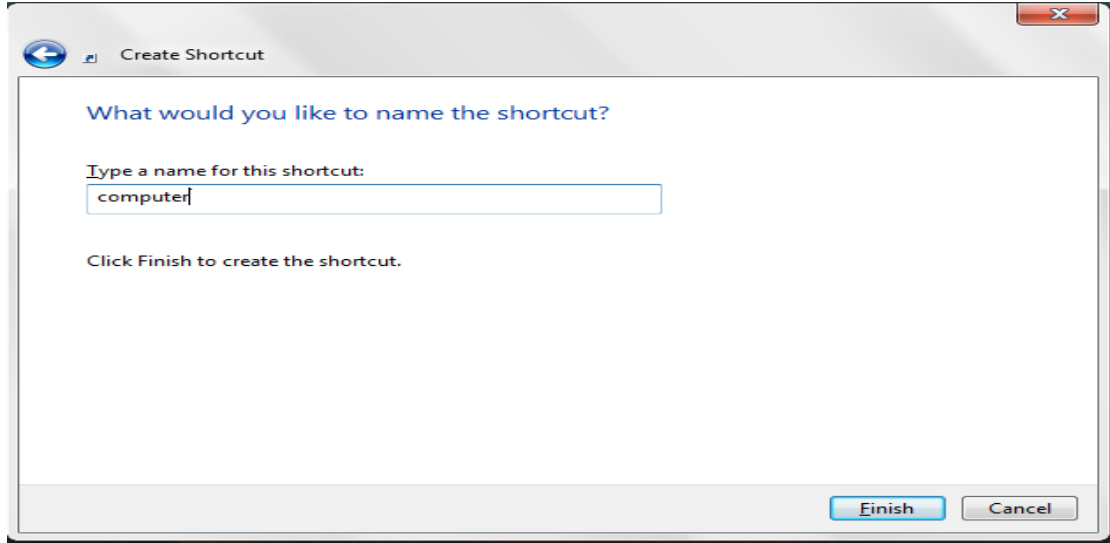 Create Shortcut
What would you like to name the shortcut?
Type a name for this shortcut:
computer
Click Finish to create the shortcut.
Finish Cancel